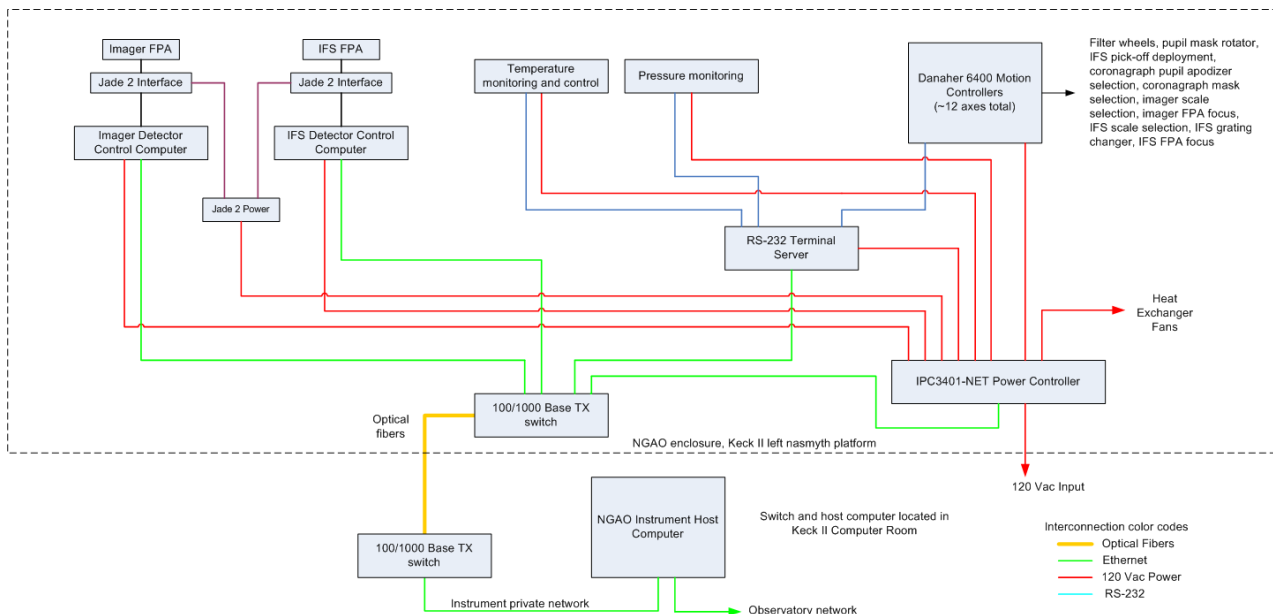 Imager FPA
IFS FPA
Jade 2 Interface
Jade 2 Interface
Imager Detector
Control Computer
IFS Detector Control
Computer
Jade 2 Power
Temperature
monitoring and control
Pressure monitoring
Danaher 6400 Motion
Controllers
(~12 axes total)
Filter wheels, pupil mask rotator,
IFS pick-off deployment,
coronagraph pupil apodizer
selection, coronagraph mask
selection, imager scale
selection, imager FPA focus,
IFS scale selection, IFS grating
changer, IFS FPA focus
RS-232 Terminal
Server
Heat
Exchanger
Fans
IPC3401-NET Power Controller
100/1000 Base TX
switch
Optical
fibers
NGAO enclosure, Keck II left nasmyth platform
120 Vac Input
NGAO Instrument Host
Computer
Switch and host computer located in
Keck II Computer Room
100/1000 Base TX
switch
Instrument private network
Observatory network
Interconnection color codes
Optical Fibers
Ethernet
120 Vac Power
RS-232